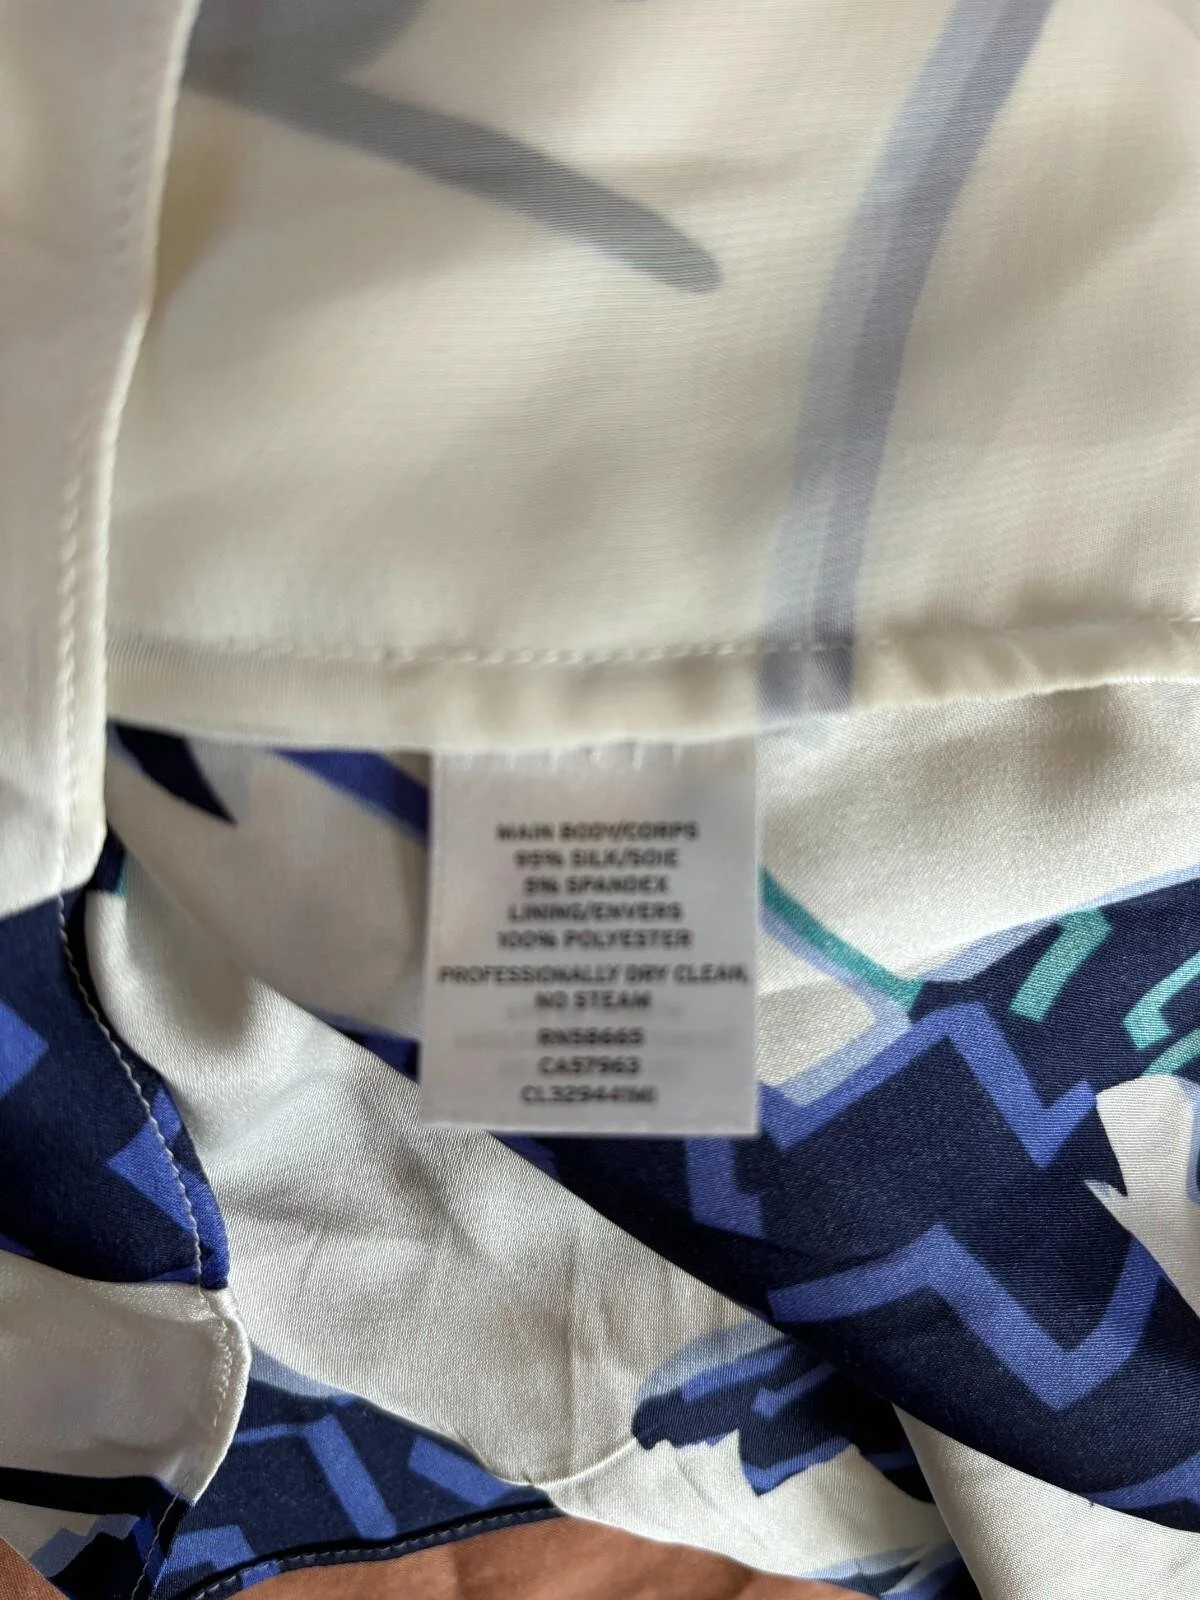 MAIN BODY/CORPS
95% SILK/SOIE
5% SPANDEX
LINING/ENVERS
100% POLYESTER
PROFESSIONALLY DRY CLEAN,
NO STEAM
RN58665
CA57963